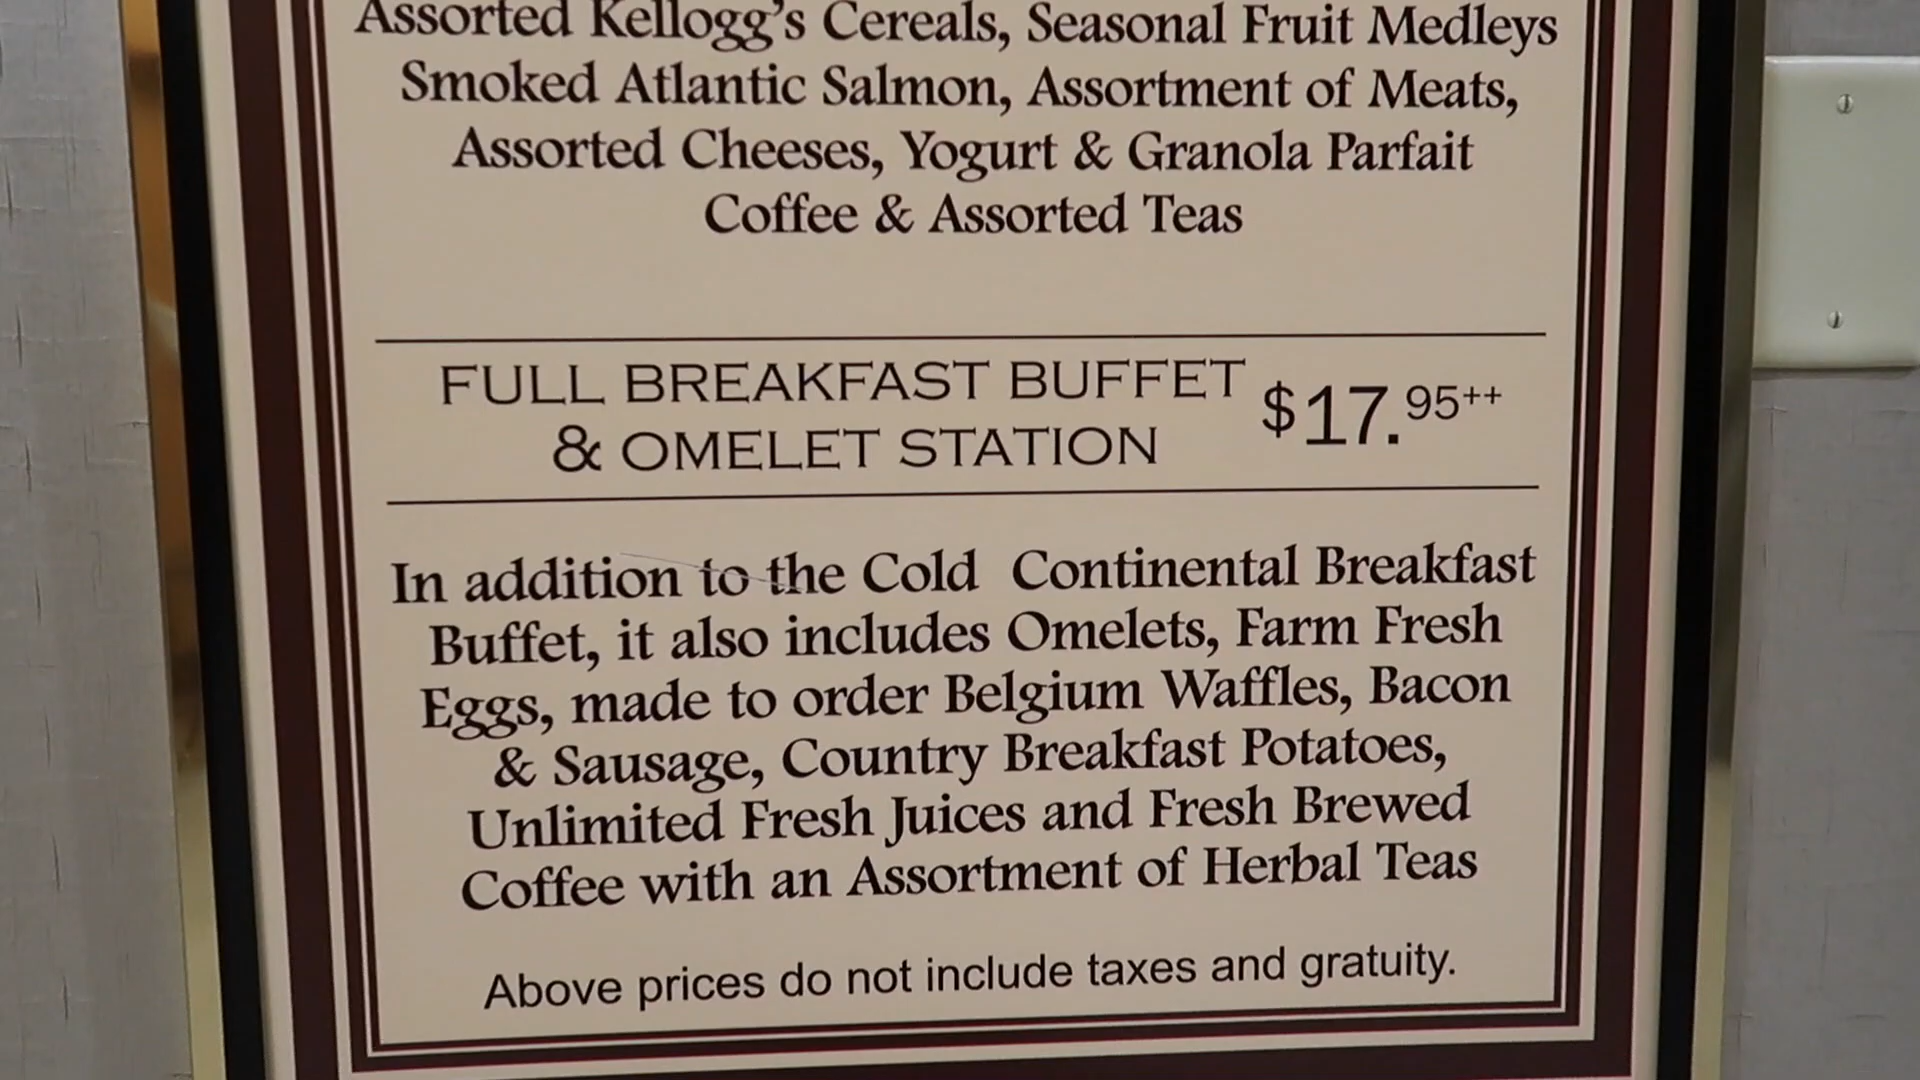 Assorted Kellogg's Cereals, Seasonal Fruit Medleys
Smoked Atlantic Salmon, Assortment of Meats,
Assorted Cheeses, Yogurt & Granola Parfait
Coffee & Assorted Teas
FULL BREAKFAST BUFFET
& OMELET STATION
$17.95++
In addition to the Cold Continental Breakfast
Buffet, it also includes Omelets, Farm Fresh
Eggs, made to order Belgium Waffles, Bacon
& Sausage, Country Breakfast Potatoes,
Unlimited Fresh Juices and Fresh Brewed
Coffee with an Assortment of Herbal Teas
Above prices do not include taxes and gratuity.